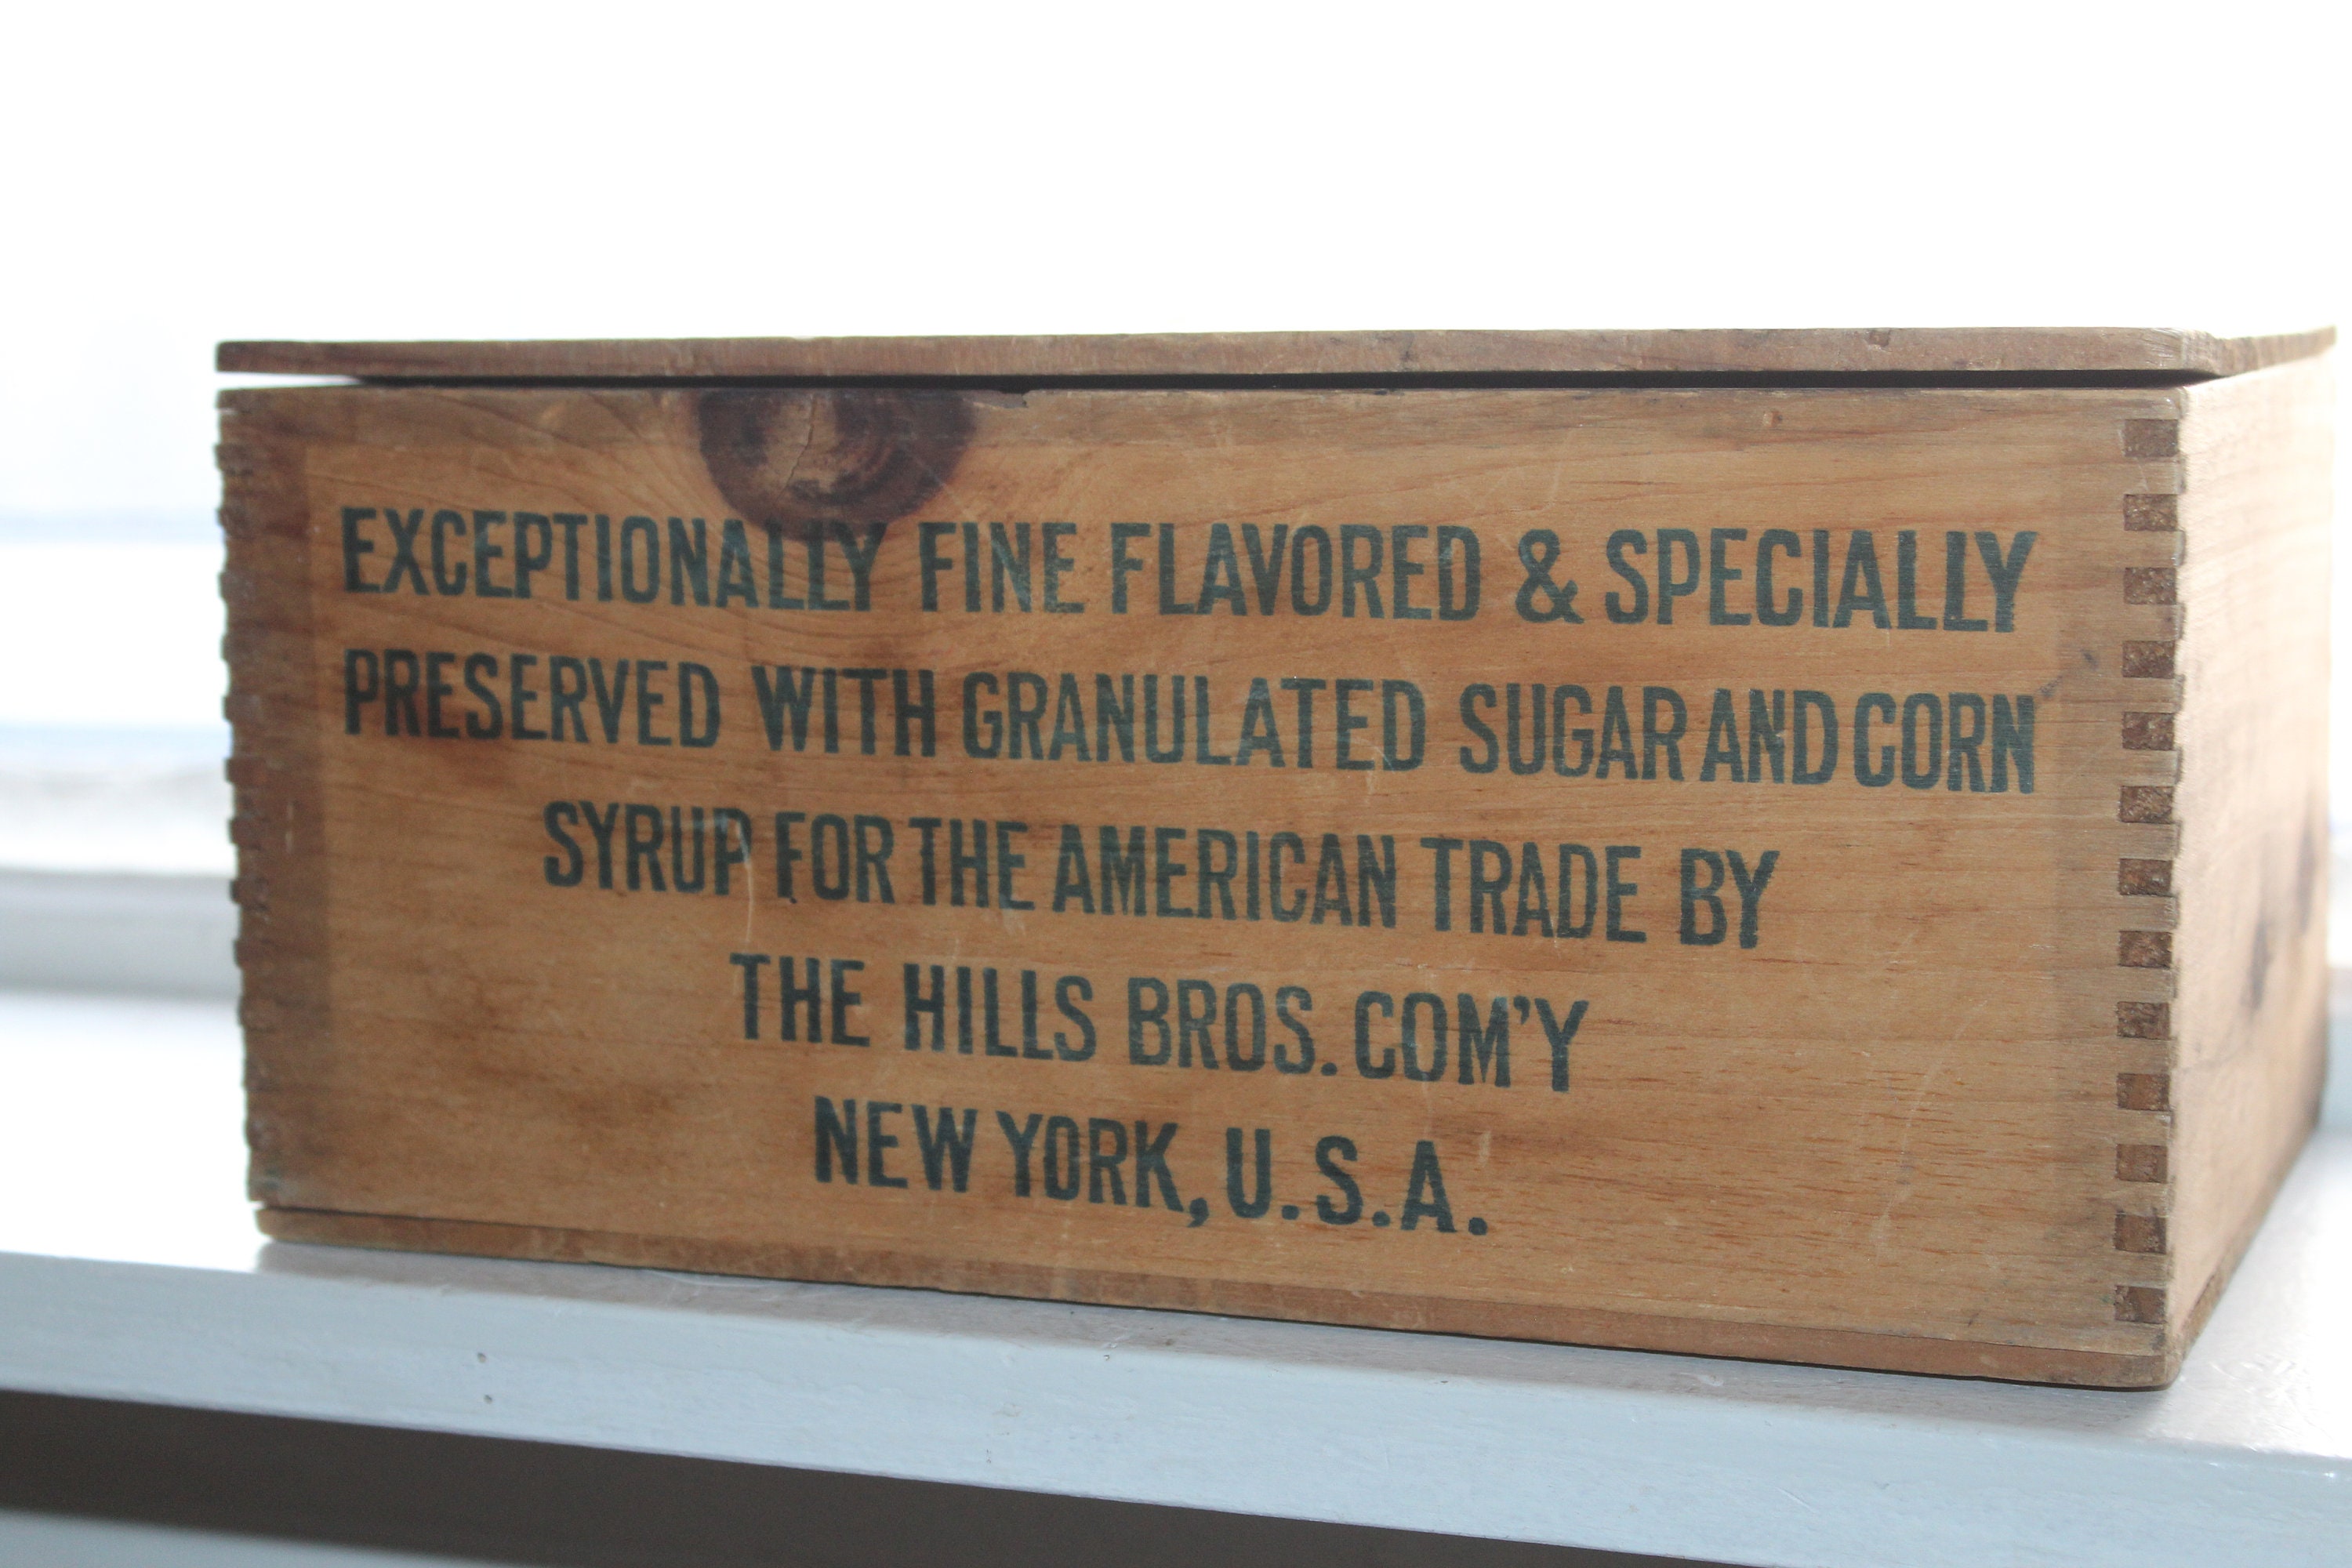 EXCEPTIONALLY FINE FLAVORED & SPECIALLY
PRESERVED WITH GRANULATED SUGAR AND CORN
SYRUP FOR THE AMERICAN TRADE BY
THE HILLS BROS. COM'Y
NEW YORK, U.S.A.